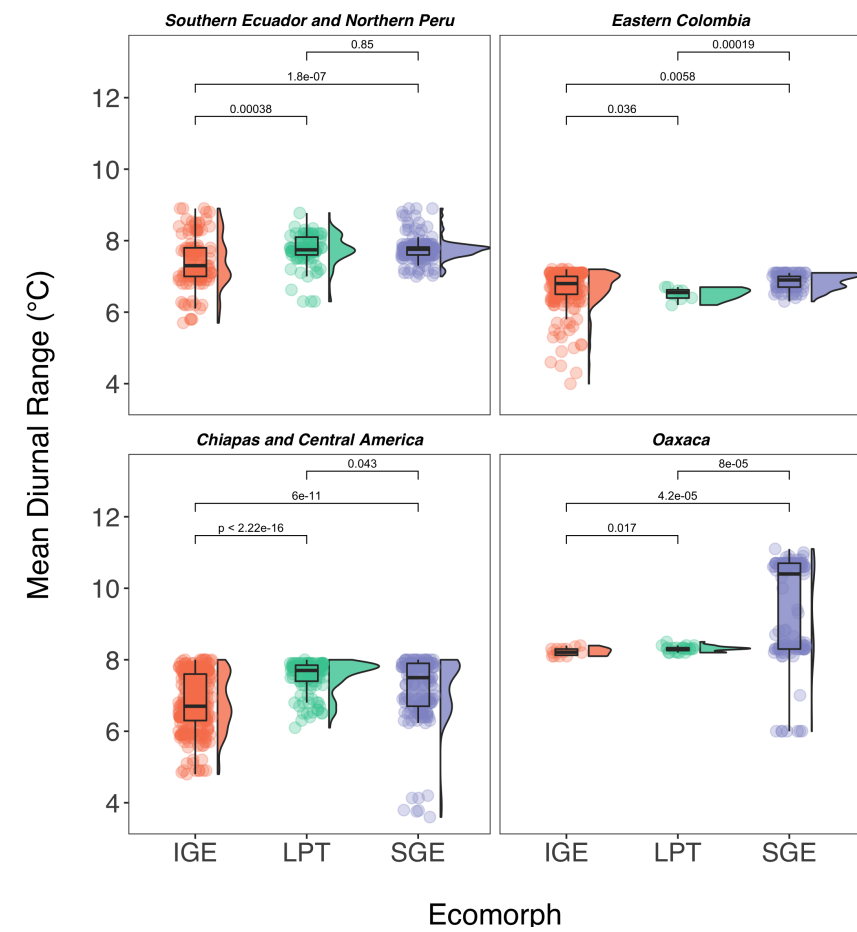 Southern Ecuador and Northern Peru
Eastern Colombia
0.85
1.8e-07
0.00038
0.00019
0.0058
0.036
12
10
8
6
4
Mean Diurnal Range (°C)
Chiapas and Central America
Oaxaca
0.043
6e-11
p < 2.22e-16
8e-05
4.2e-05
0.017
12
10
8
6
4
IGE LPT SGE IGE LPT SGE
Ecomorph